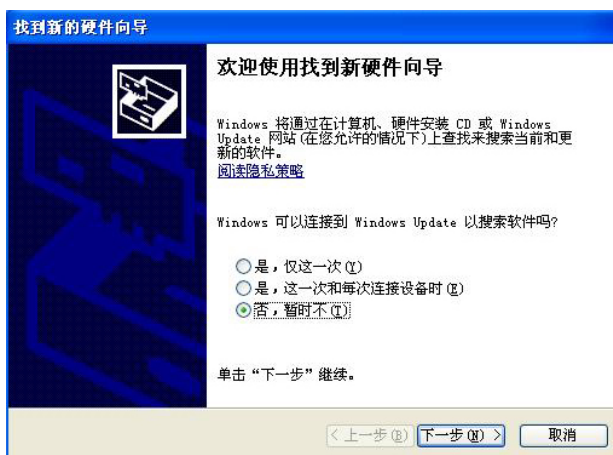 找到新的硬件向导
欢迎使用找到新硬件向导
Windows 将通过在计算机、硬件安装 CD 或 Windows
Update 网站(在您允许的情况下)上查找来搜索当前和更
新的软件。
阅读隐私策略
Windows 可以连接到 Windows Update 以搜索软件吗?
是，仅这一次(Y)
是，这一次和每次连接设备时(E)
否，暂时不(T)
单击“下一步”继续。
< 上一步(B) 下一步(N) > 取消